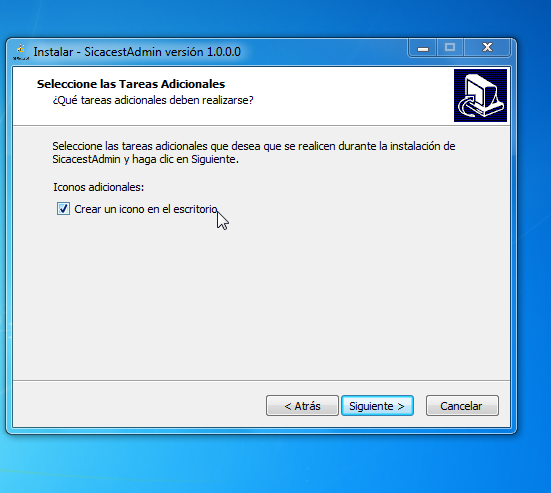 Instalar - SicacestAdmin versión 1.0.0.0
Seleccione las Tareas Adicionales
¿Qué tareas adicionales deben realizarse?
Seleccione las tareas adicionales que desea que se realicen durante la instalación de
SicacestAdmin y haga clic en Siguiente.
Iconos adicionales:
Crear un icono en el escritorio
< Atrás
Siguiente >
Cancelar